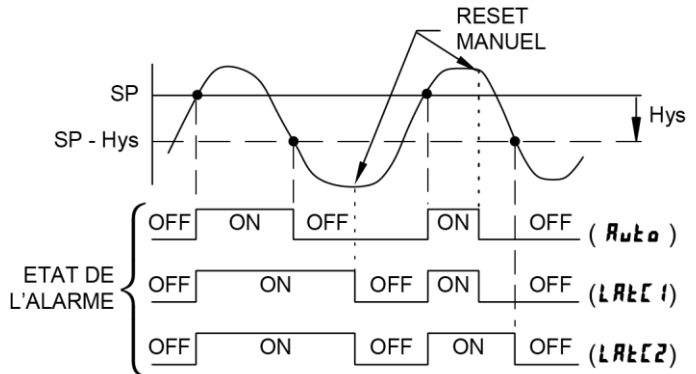 RESET
MANUEL
SP
Hys
SP - Hys
OFF ON OFF ON OFF (Auto)
ETAT DE
L'ALARME
OFF ON OFF ON OFF (LAtC1)
OFF ON OFF ON OFF (LAtC2)